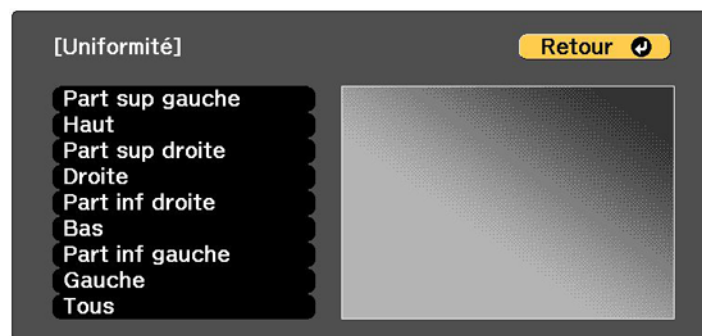 [Uniformité]
Retour
Part sup gauche
Haut
Part sup droite
Droite
Part inf droite
Bas
Part inf gauche
Gauche
Tous